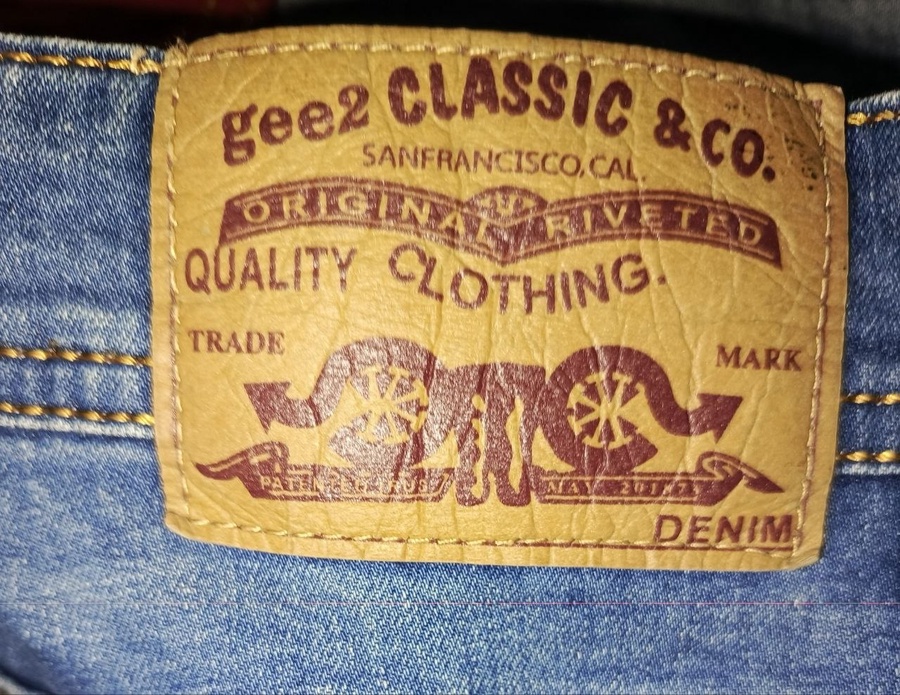 gee2 CLASSIC & CO.
SANFRANCISCO, CAL.
ORIGINAL RIVETED
QUALITY CLOTHING.
TRADE MARK
DENIM